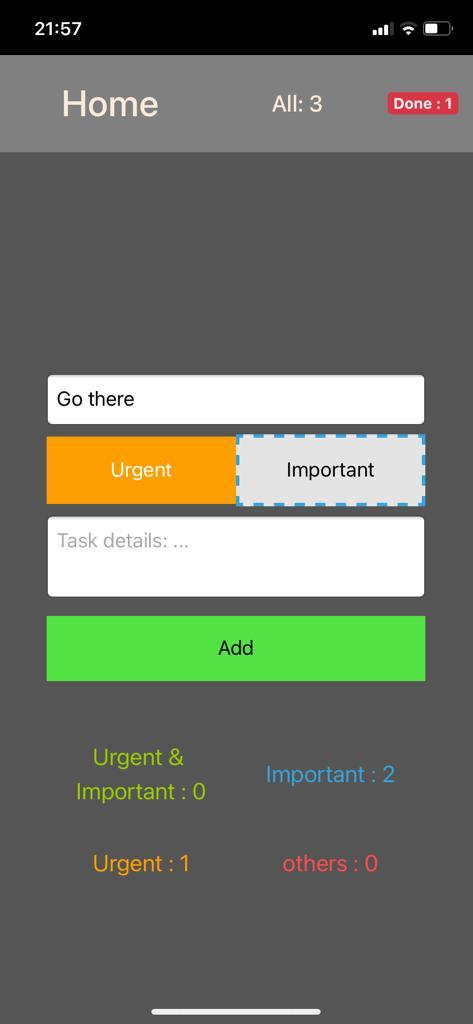 21:57
Home
All: 3
Done : 1
Go there
Urgent
Important
Task details: ...
Add
Urgent &
Important : 0
Important : 2
Urgent : 1
others : 0